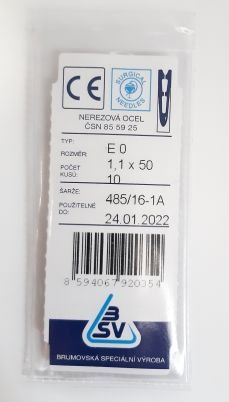 CE
SURGICAL
NEEDLES
NEREZOVÁ OCEL
ČSN 85 59 25
TYP: E 0
ROZMĚR: 1,1 x 50
POČET KUSŮ: 10
ŠARŽE: 485/16-1A
POUŽITELNÉ DO: 24.01.2022
8 594067 920354
BSV
BRUMOVSKÁ SPECIÁLNÍ VÝROBA